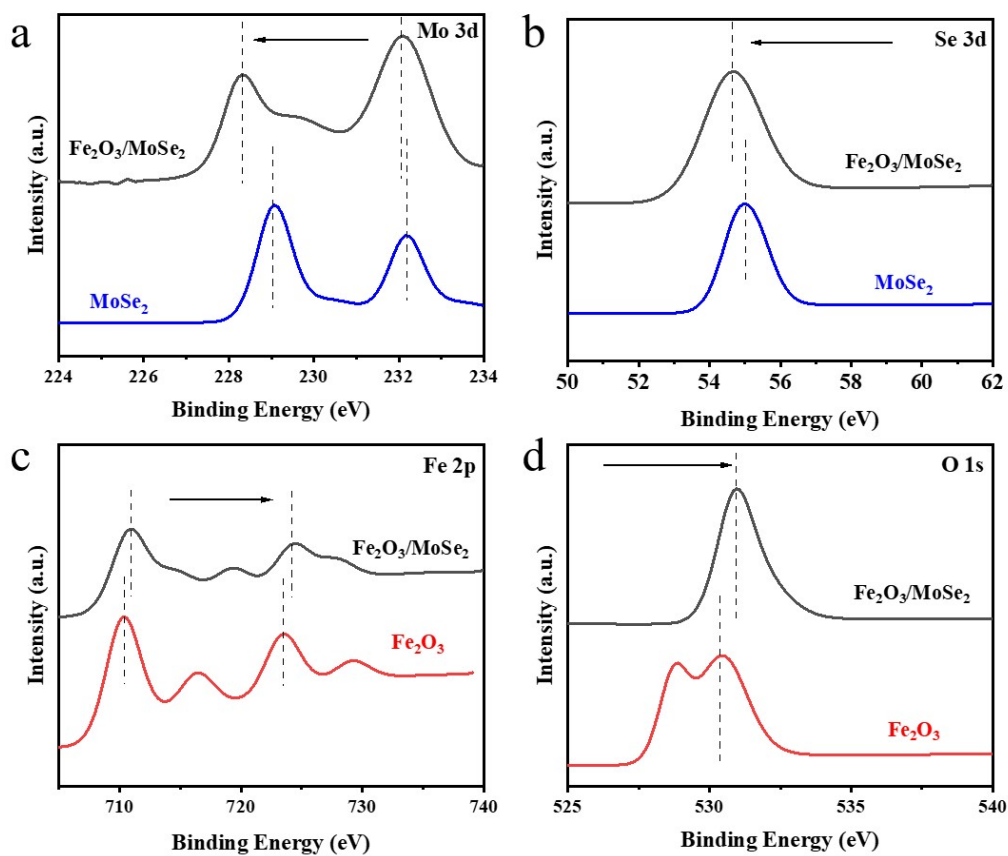 a
Mo 3d
Fe₂O₃/MoSe₂
MoSe₂
Intensity (a.u.)
224 226 228 230 232 234
Binding Energy (eV)
b
Se 3d
Fe₂O₃/MoSe₂
MoSe₂
Intensity (a.u.)
50 52 54 56 58 60 62
Binding Energy (eV)
c
Fe 2p
Fe₂O₃/MoSe₂
Fe₂O₃
Intensity (a.u.)
710 720 730 740
Binding Energy (eV)
d
O 1s
Fe₂O₃/MoSe₂
Fe₂O₃
Intensity (a.u.)
525 530 535 540
Binding Energy (eV)